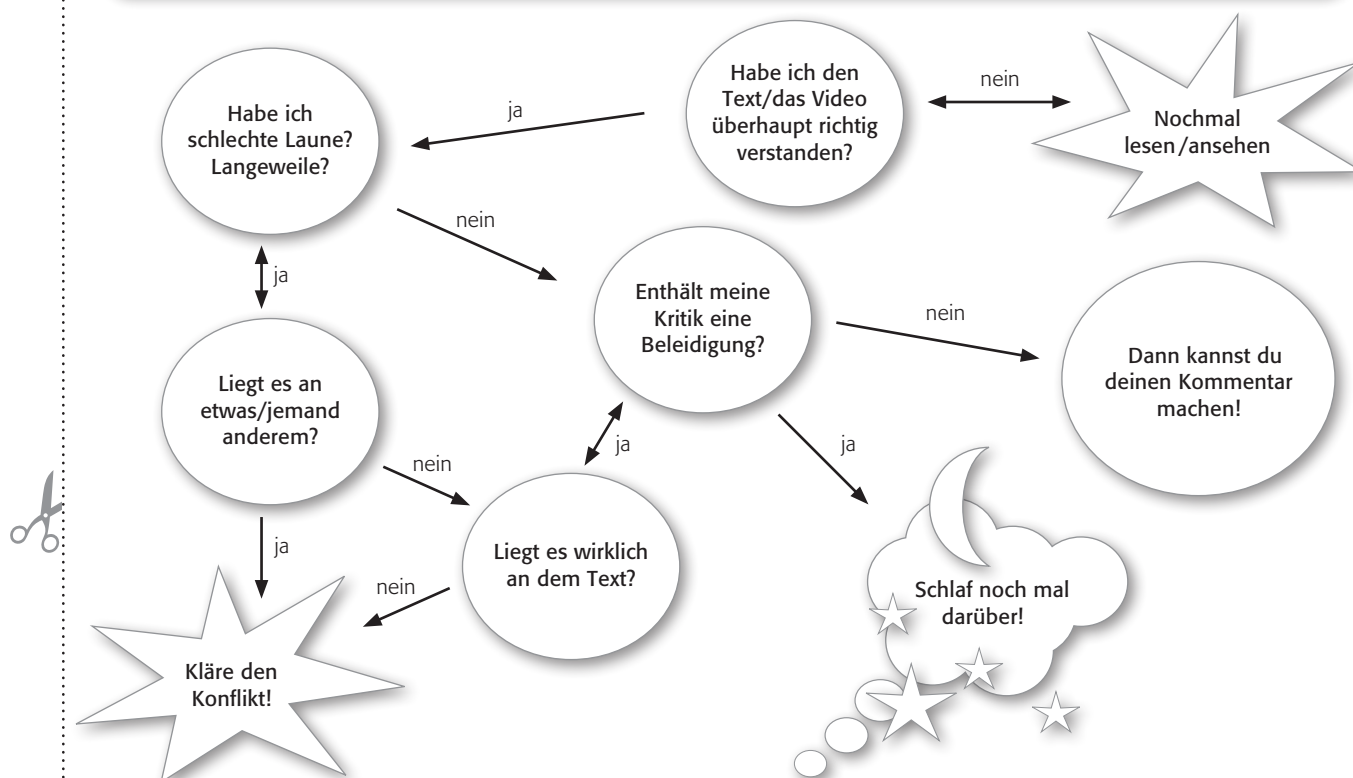 Habe ich den
Text/das Video
überhaupt richtig
verstanden?
nein
Nochmal
lesen/ansehen
ja
Habe ich
schlechte Laune?
Langeweile?
nein
ja
Enthält meine
Kritik eine
Beleidigung?
nein
Dann kannst du
deinen Kommentar
machen!
Liegt es an
etwas/jemand
anderem?
nein
ja
ja
ja
Liegt es wirklich
an dem Text?
nein
Schlaf noch mal
darüber!
Kläre den
Konflikt!